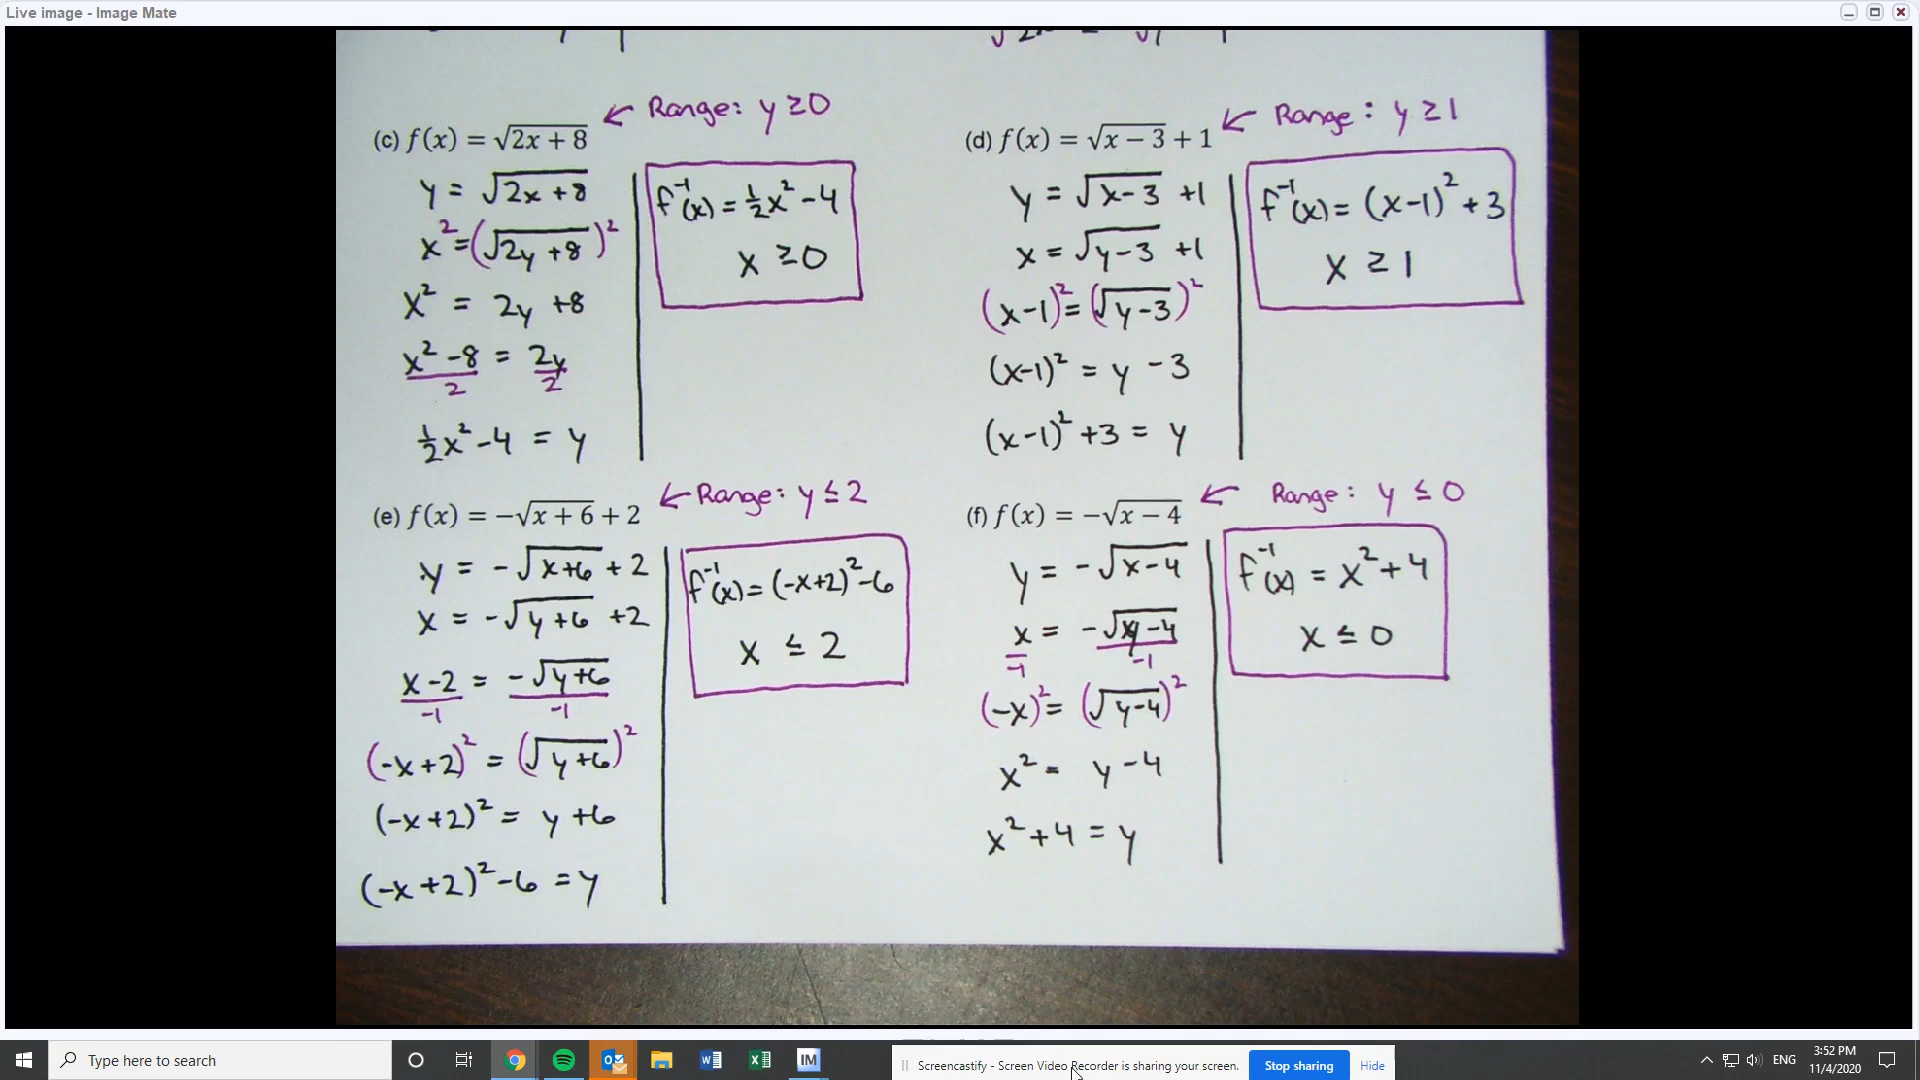 Live image - Image Mate
(c) f(x) = √2x + 8 ← Range: y ≥ 0
y = √2x+8
x² = (√2y+8)²
x² = 2y +8
x² -8 = 2y
2 2
½x² -4 = y
f⁻¹(x) = ½x² -4
x ≥ 0
(d) f(x) = √x − 3 + 1 ← Range: y ≥ 1
y = √x-3 +1
x = √y-3 +1
(x-1)² = (√y-3)²
(x-1)² = y -3
(x-1)² +3 = y
f⁻¹(x) = (x-1)² +3
x ≥ 1
(e) f(x) = −√x + 6 + 2 ← Range: y ≤ 2
y = -√x+6 +2
x = -√y+6 +2
x-2 = -√y+6
-1 -1
(-x+2)² = (√y+6)²
(-x+2)² = y +6
(-x+2)² -6 = y
f⁻¹(x) = (-x+2)² -6
x ≤ 2
(f) f(x) = −√x − 4 ← Range: y ≤ 0
y = -√x-4
x = -√y-4
-1 -1
(-x)² = (√y-4)²
x² = y -4
x² +4 = y
f⁻¹(x) = x² +4
x ≤ 0
Type here to search
IM
Screencastify - Screen Video Recorder is sharing your screen.
Stop sharing
Hide
ENG
3:52 PM
11/4/2020